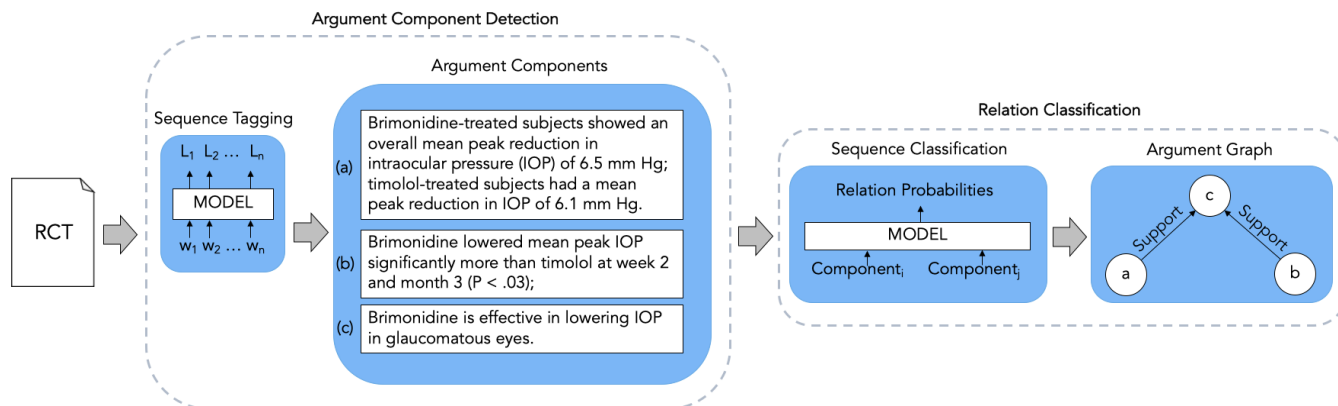 Argument Component Detection
Argument Components
Sequence Tagging
L1 L2 ... Ln
MODEL
w1 w2 ... wn
RCT
(a)
Brimonidine-treated subjects showed an
overall mean peak reduction in
intraocular pressure (IOP) of 6.5 mm Hg;
timolol-treated subjects had a mean
peak reduction in IOP of 6.1 mm Hg.
(b)
Brimonidine lowered mean peak IOP
significantly more than timolol at week 2
and month 3 (P < .03);
(c)
Brimonidine is effective in lowering IOP
in glaucomatous eyes.
Relation Classification
Sequence Classification
Relation Probabilities
MODEL
Componenti Componentj
Argument Graph
c
Support
Support
a
b